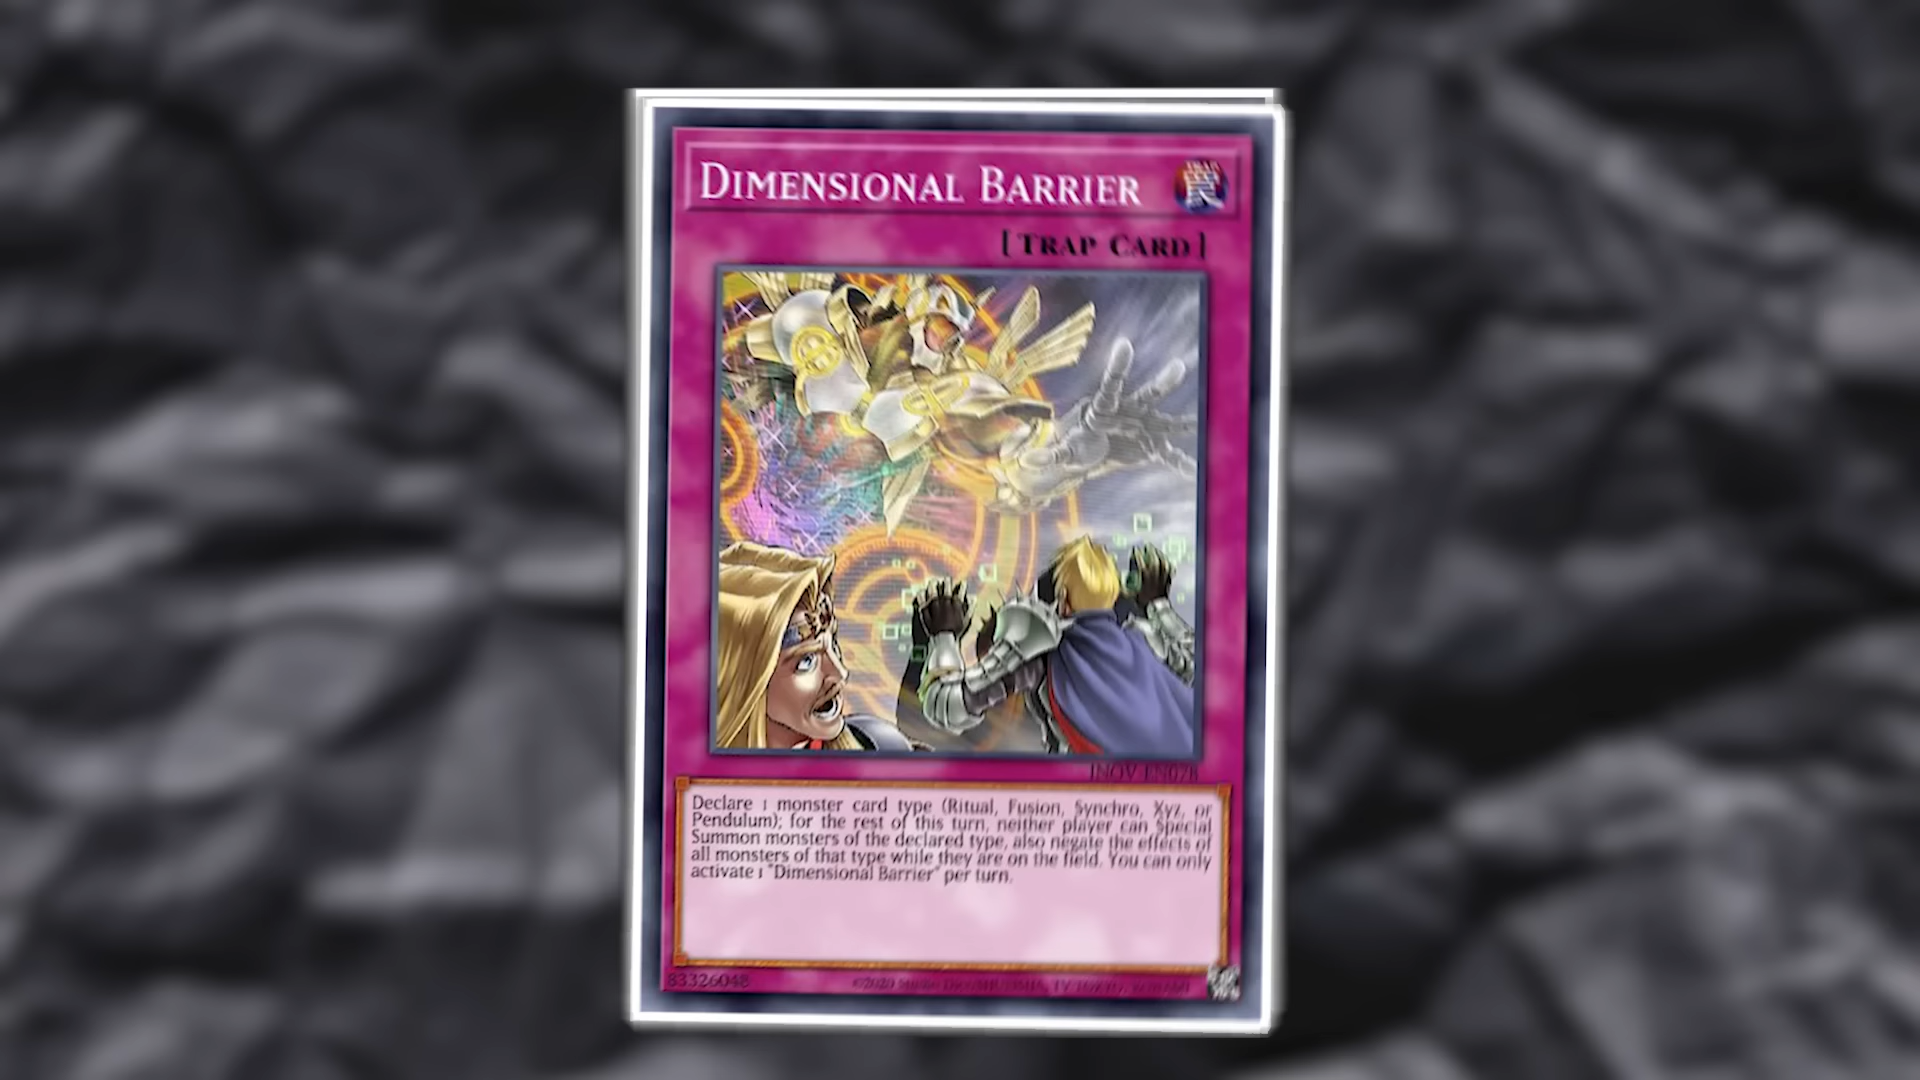 DIMENSIONAL BARRIER
[ TRAP CARD ]
INOV-EN078
Declare 1 monster card type (Ritual, Fusion, Synchro, Xyz, or
Pendulum); for the rest of this turn, neither player can Special
Summon monsters of the declared type, also negate the effects of
all monsters of that type while they are on the field. You can only
activate 1 "Dimensional Barrier" per turn.
83326048
©2020